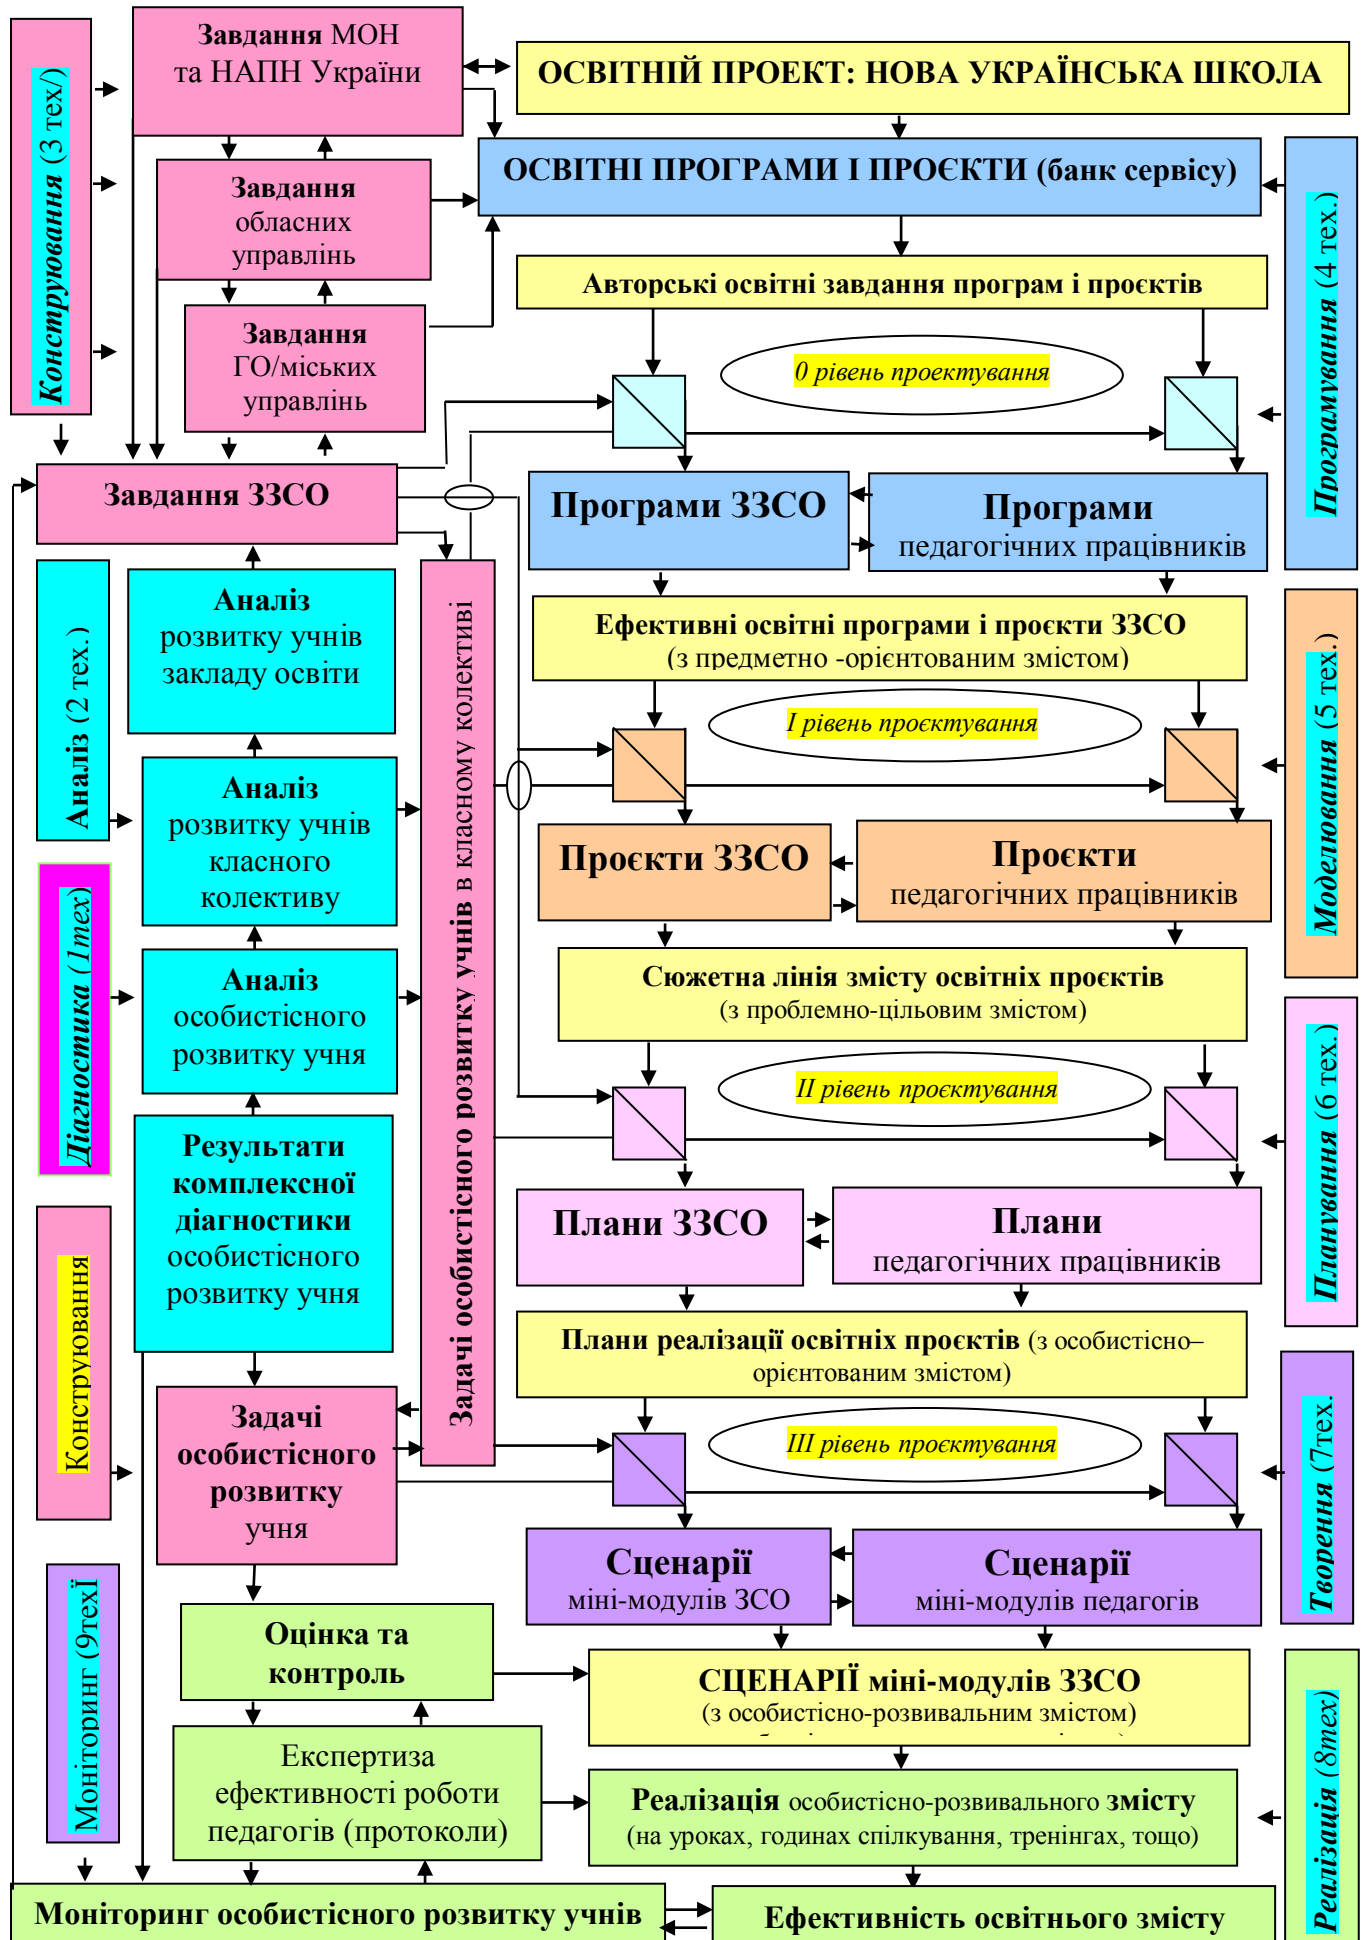 Завдання МОН
та НАПН України
ОСВІТНІЙ ПРОЕКТ: НОВА УКРАЇНСЬКА ШКОЛА
Конструювання (3 тех/)
ОСВІТНІ ПРОГРАМИ І ПРОЄКТИ (банк сервісу)
Завдання
обласних
управлінь
Програмування (4 тех.)
Авторські освітні завдання програм і проєктів
Завдання
ГО/міських
управлінь
0 рівень проектування
Завдання ЗЗСО
Програми ЗЗСО
Програми
педагогічних працівників
Аналіз (2 тех.)
Аналіз
розвитку учнів
закладу освіти
Задачі особистісного розвитку учнів в класному колективі
Ефективні освітні програми і проєкти ЗЗСО
(з предметно -орієнтованим змістом)
Моделювання (5 тех.)
І рівень проєктування
Аналіз
розвитку учнів
класного
колективу
Проєкти ЗЗСО
Проєкти
педагогічних працівників
Діагностика (1тех)
Аналіз
особистісного
розвитку учня
Сюжетна лінія змісту освітніх проєктів
(з проблемно-цільовим змістом)
Планування (6 тех.)
ІІ рівень проєктування
Результати
комплексної
діагностики
особистісного
розвитку учня
Плани ЗЗСО
Плани
педагогічних працівників
Конструювання
Плани реалізації освітніх проєктів (з особистісно–
орієнтованим змістом)
Творення (7тех.
Задачі
особистісного
розвитку
учня
ІІІ рівень проєктування
Сценарії
міні-модулів ЗСО
Сценарії
міні-модулів педагогів
Моніторинг (9техЇ
Оцінка та
контроль
СЦЕНАРІЇ міні-модулів ЗЗСО
(з особистісно-розвивальним змістом)
Реалізація (8тех)
Експертиза
ефективності роботи
педагогів (протоколи)
Реалізація особистісно-розвивального змісту
(на уроках, годинах спілкування, тренінгах, тощо)
Моніторинг особистісного розвитку учнів
Ефективність освітнього змісту